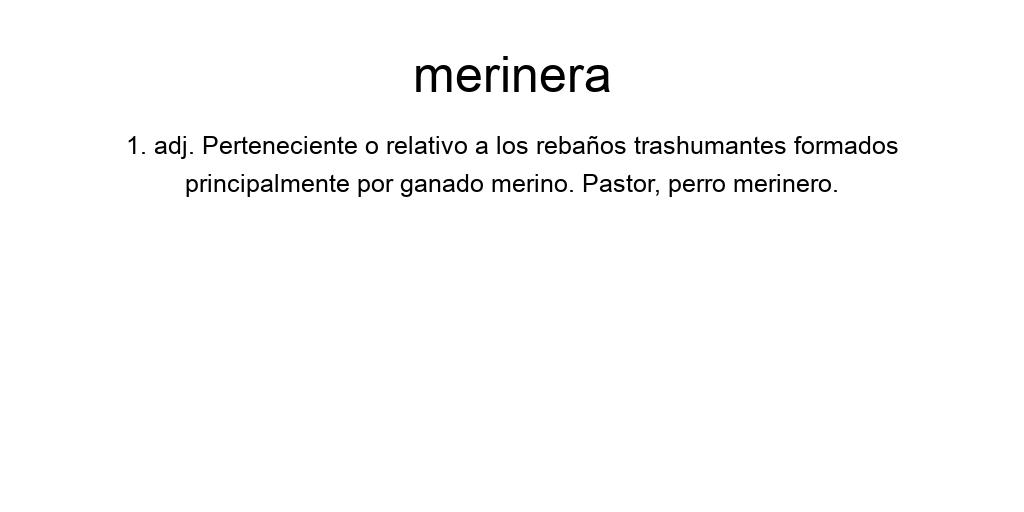 merinera
1. adj. Perteneciente o relativo a los rebaños trashumantes formados
principalmente por ganado merino. Pastor, perro merinero.